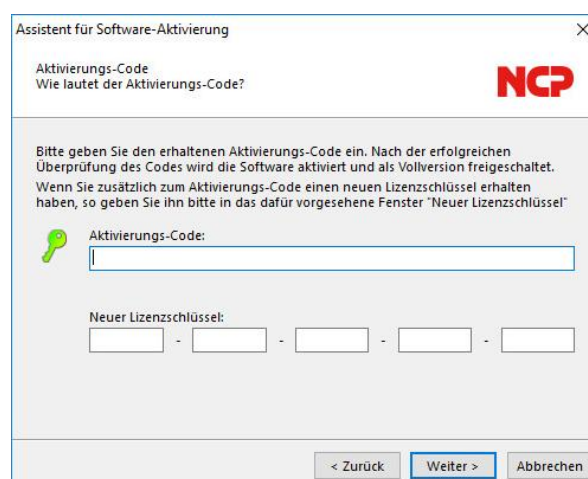 Assistent für Software-Aktivierung
Aktivierungs-Code
Wie lautet der Aktivierungs-Code?
NCP
Bitte geben Sie den erhaltenen Aktivierungs-Code ein. Nach der erfolgreichen
Überprüfung des Codes wird die Software aktiviert und als Vollversion freigeschaltet.
Wenn Sie zusätzlich zum Aktivierungs-Code einen neuen Lizenzschlüssel erhalten
haben, so geben Sie ihn bitte in das dafür vorgesehene Fenster "Neuer Lizenzschlüssel"
Aktivierungs-Code:
Neuer Lizenzschlüssel:
- - - -
< Zurück Weiter > Abbrechen